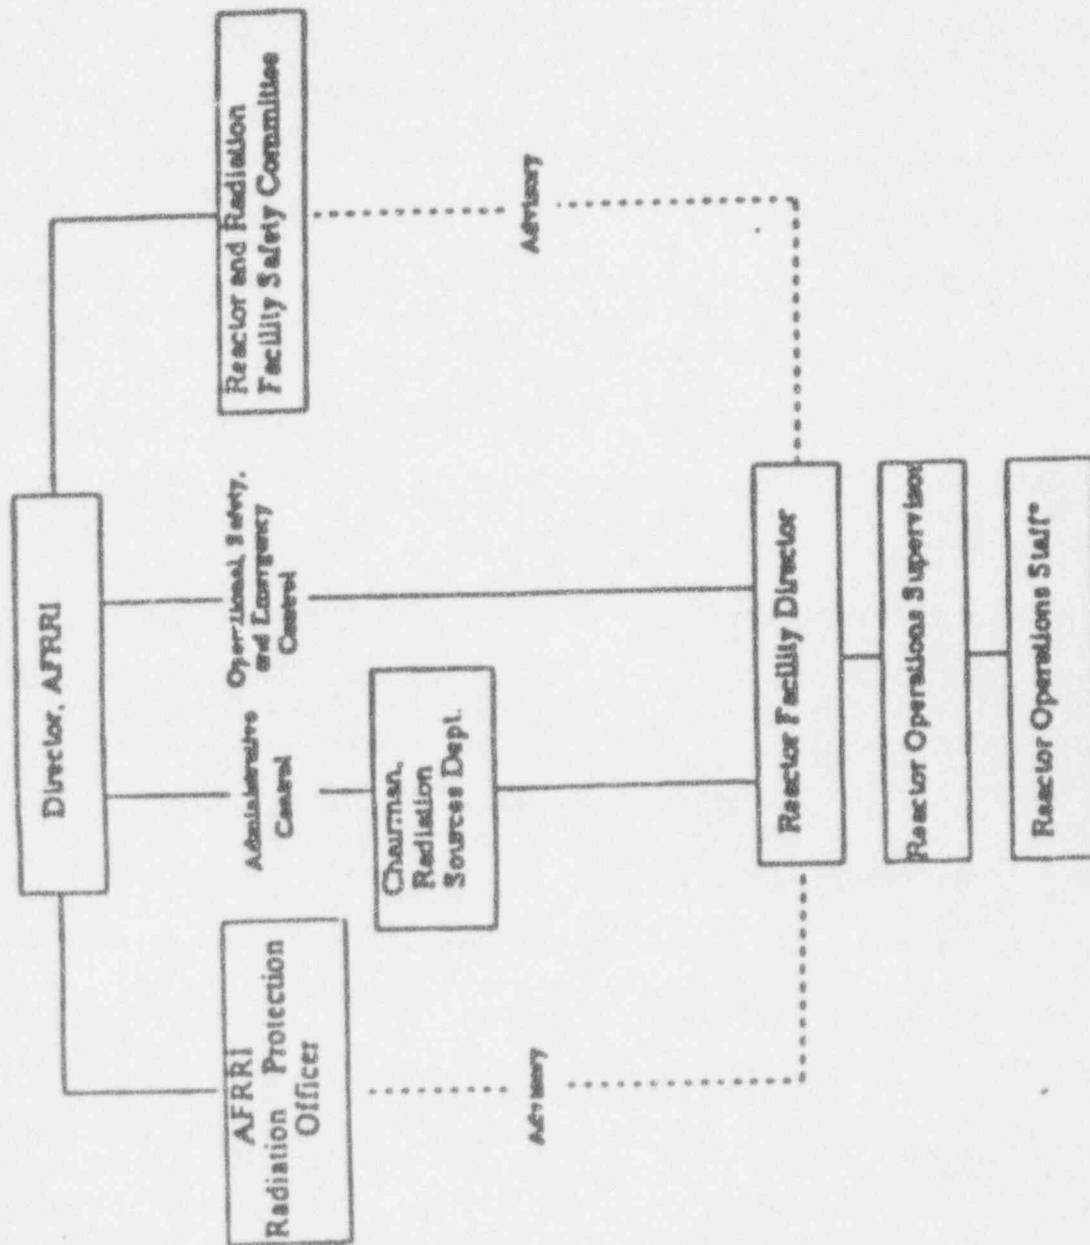 Director, AFRRI
AFRRI
Radiation Protection
Officer
Administrative
Control
Operational, Safety,
and Emergency
Control
Reactor and Radiation
Facility Safety Committee
Chairman,
Radiation
Sources Dept.
Advisory
Advisory
Reactor Facility Director
Reactor Operations Supervisor
Reactor Operations Staff*